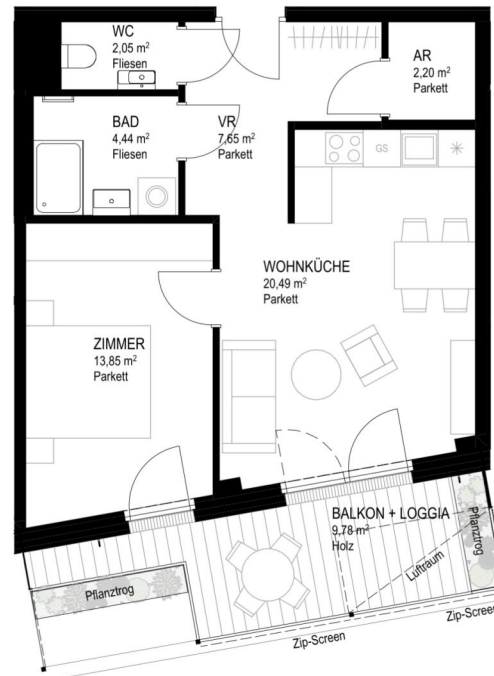 WC
2,05 m²
Fliesen
AR
2,20 m²
Parkett
BAD
4,44 m²
Fliesen
VR
7,65 m²
Parkett
GS
WOHNKÜCHE
20,49 m²
Parkett
ZIMMER
13,85 m²
Parkett
BALKON + LOGGIA
9,78 m²
Holz
Pflanztrog
Luftraum
Pflanztrog
Zip-Screen
Zip-Screen